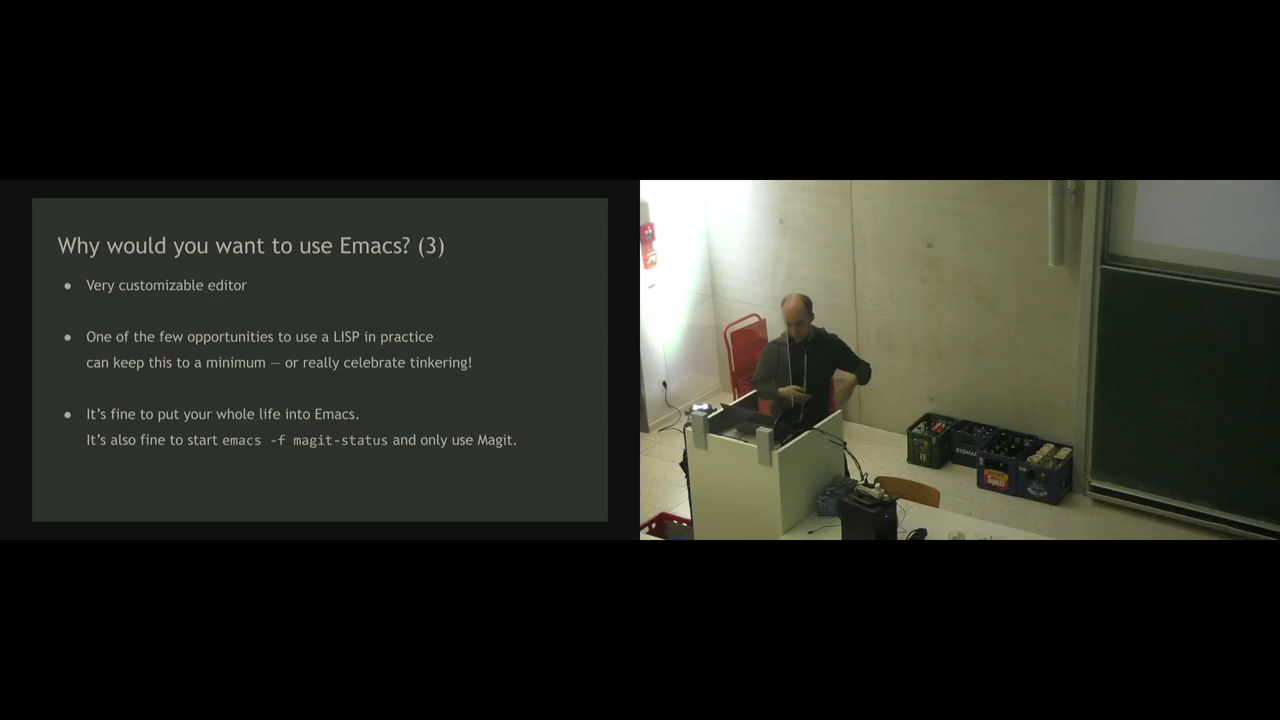 Why would you want to use Emacs? (3)
● Very customizable editor
● One of the few opportunities to use a LISP in practice
can keep this to a minimum — or really celebrate tinkering!
● It's fine to put your whole life into Emacs.
It's also fine to start emacs -f magit-status and only use Magit.
Spezi